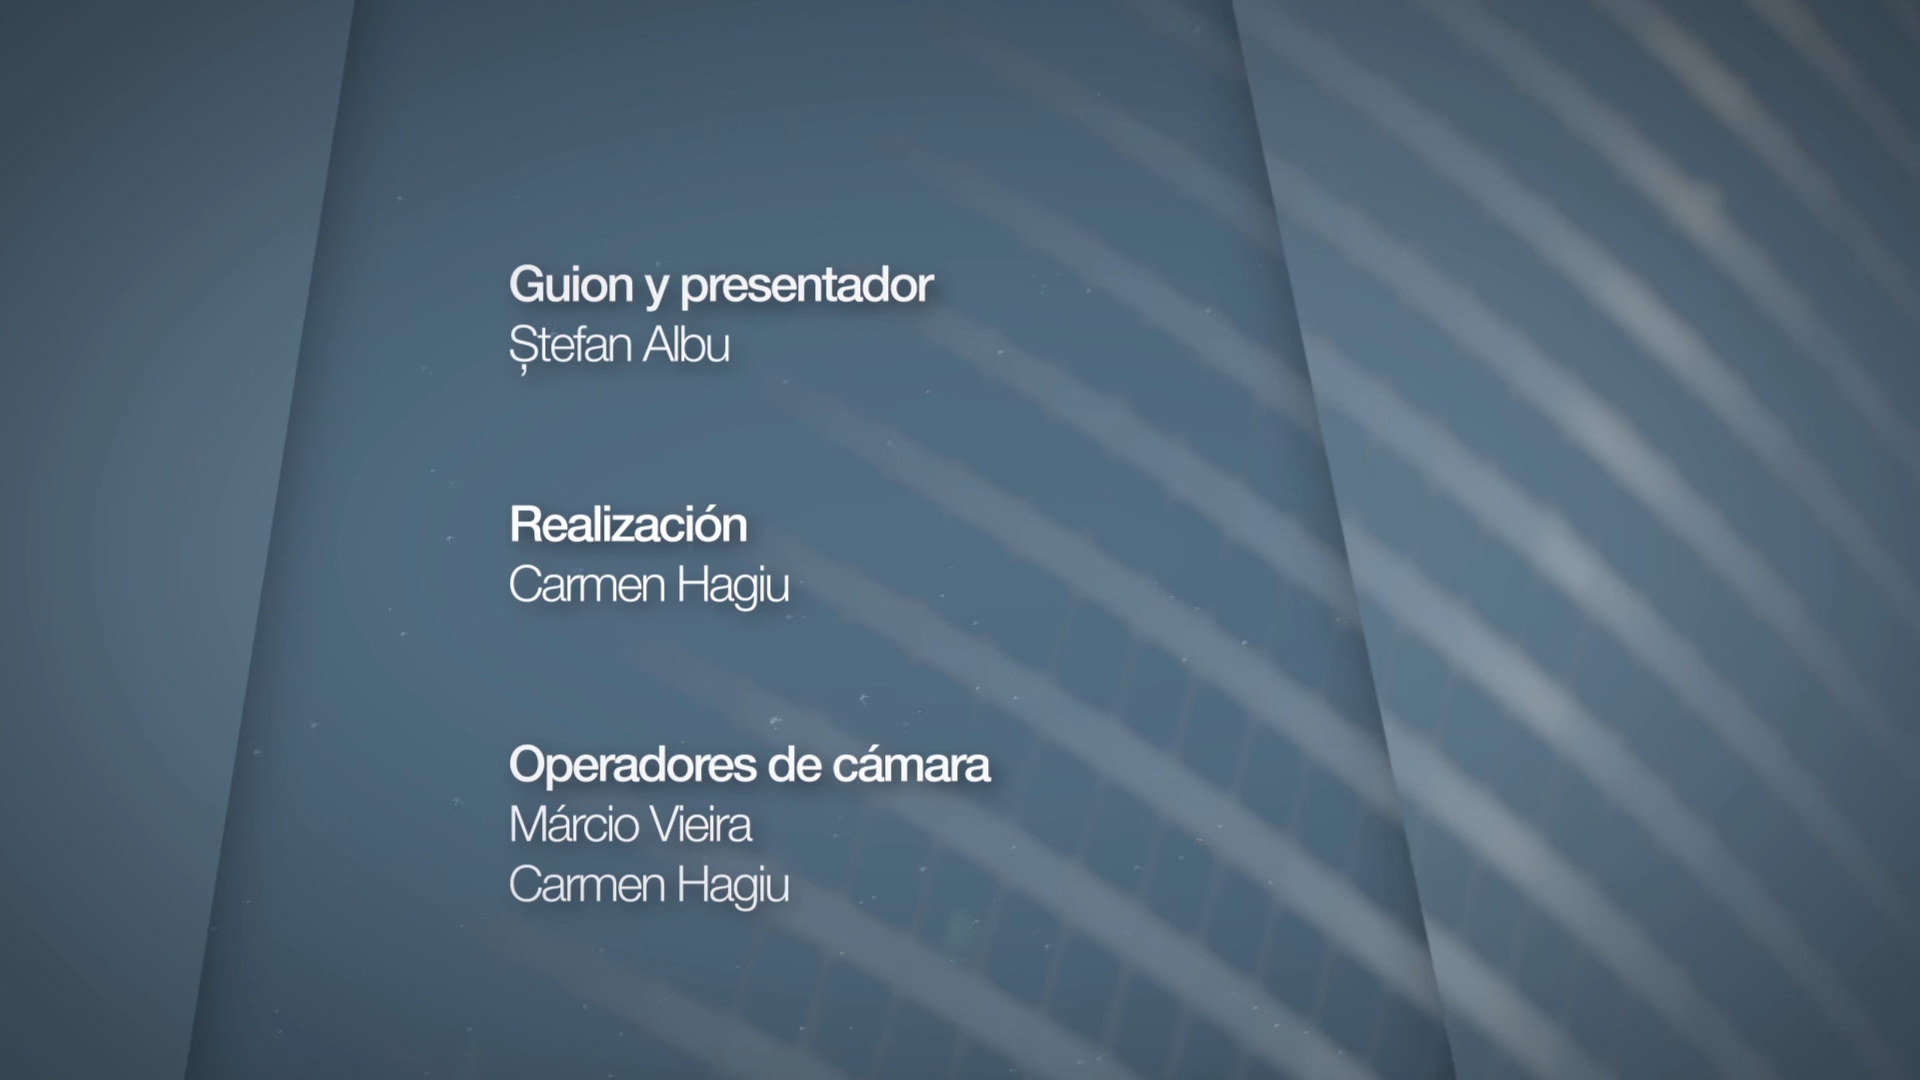 Guion y presentador
Ștefan Albu
Realización
Carmen Hagiu
Operadores de cámara
Márcio Vieira
Carmen Hagiu